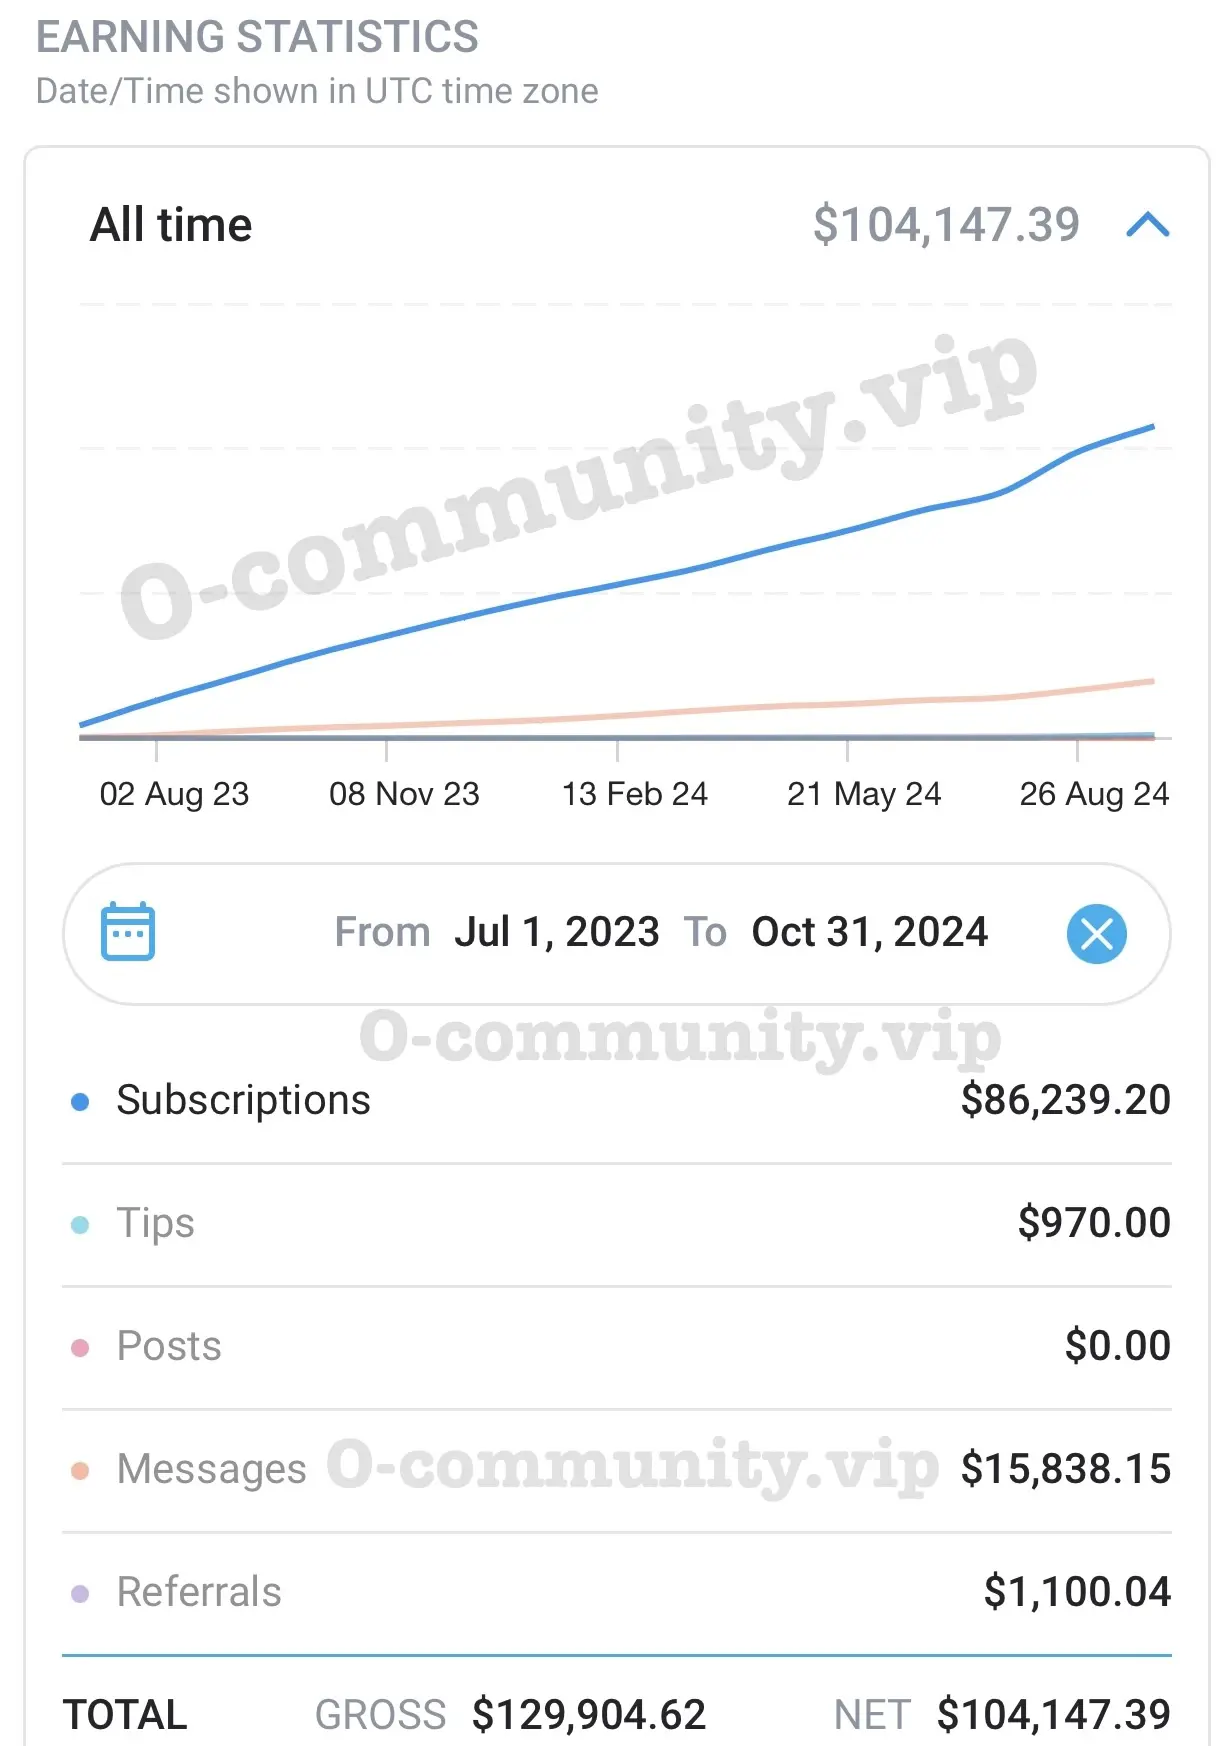 EARNING STATISTICS
Date/Time shown in UTC time zone
All time $104,147.39
O-community.vip
02 Aug 23 08 Nov 23 13 Feb 24 21 May 24 26 Aug 24
From Jul 1, 2023 To Oct 31, 2024
O-community.vip
Subscriptions $86,239.20
Tips $970.00
Posts $0.00
Messages O-community.vip $15,838.15
Referrals $1,100.04
TOTAL GROSS $129,904.62 NET $104,147.39